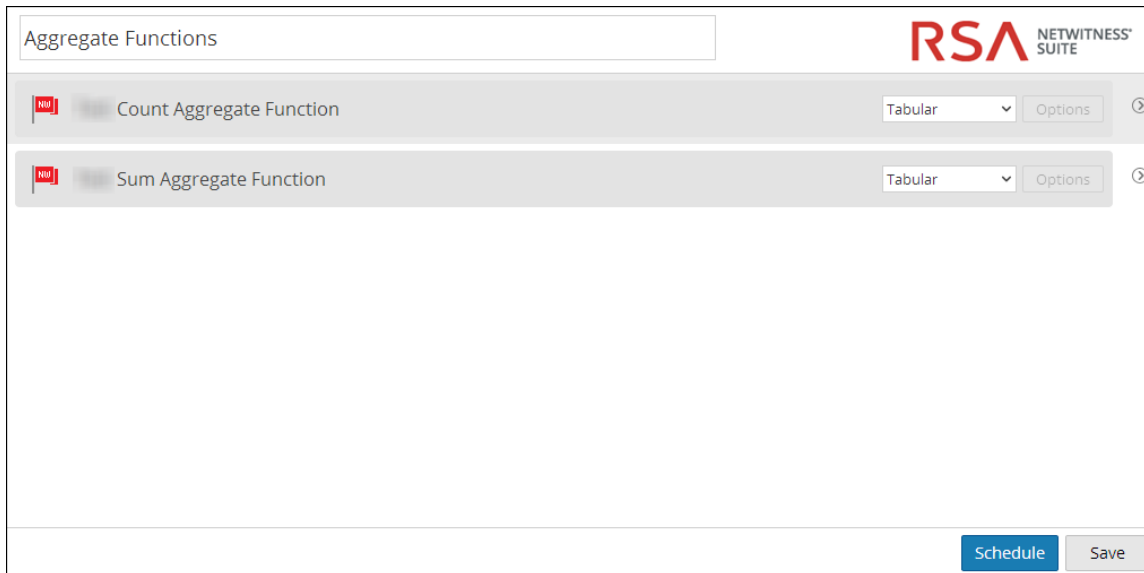 Aggregate Functions
RSA NETWITNESS® SUITE
NW Count Aggregate Function Tabular Options
NW Sum Aggregate Function Tabular Options
Schedule Save